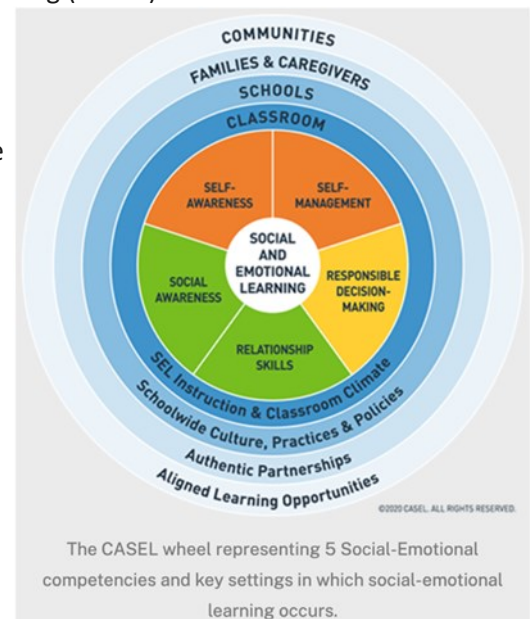 COMMUNITIES
FAMILIES & CAREGIVERS
SCHOOLS
CLASSROOM
SELF-
AWARENESS
SELF-
MANAGEMENT
SOCIAL
AND
EMOTIONAL
LEARNING
SOCIAL
AWARENESS
RESPONSIBLE
DECISION-
MAKING
RELATIONSHIP
SKILLS
SEL Instruction & Classroom Climate
Schoolwide Culture, Practices & Policies
Authentic Partnerships
Aligned Learning Opportunities
©2020 CASEL. ALL RIGHTS RESERVED.
The CASEL wheel representing 5 Social-Emotional
competencies and key settings in which social-emotional
learning occurs.